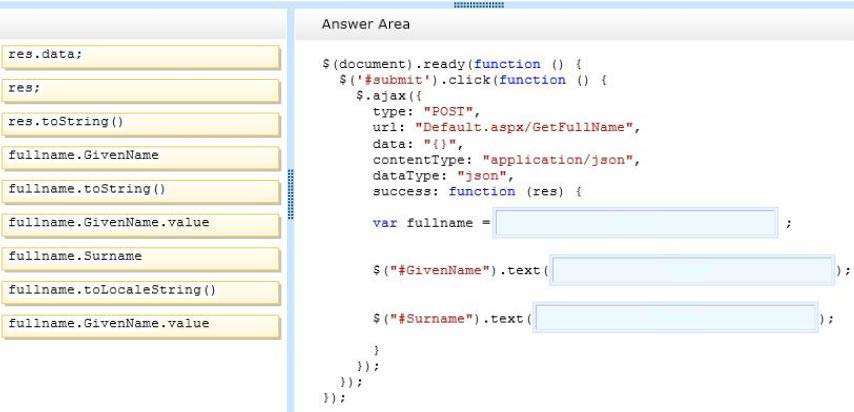 res.data;
res;
res.toString()
fullname.GivenName
fullname.toString()
fullname.GivenName.value
fullname.Surname
fullname.toLocaleString()
fullname.GivenName.value
Answer Area
$(document).ready(function () {
$('#submit').click(function () {
$.ajax({
type: "POST",
url: "Default.aspx/GetFullName",
data: "{}",
contentType: "application/json",
dataType: "json",
success: function (res) {
var fullname = ;
$("#GivenName").text( );
$("#Surname").text( );
}
});
});
});